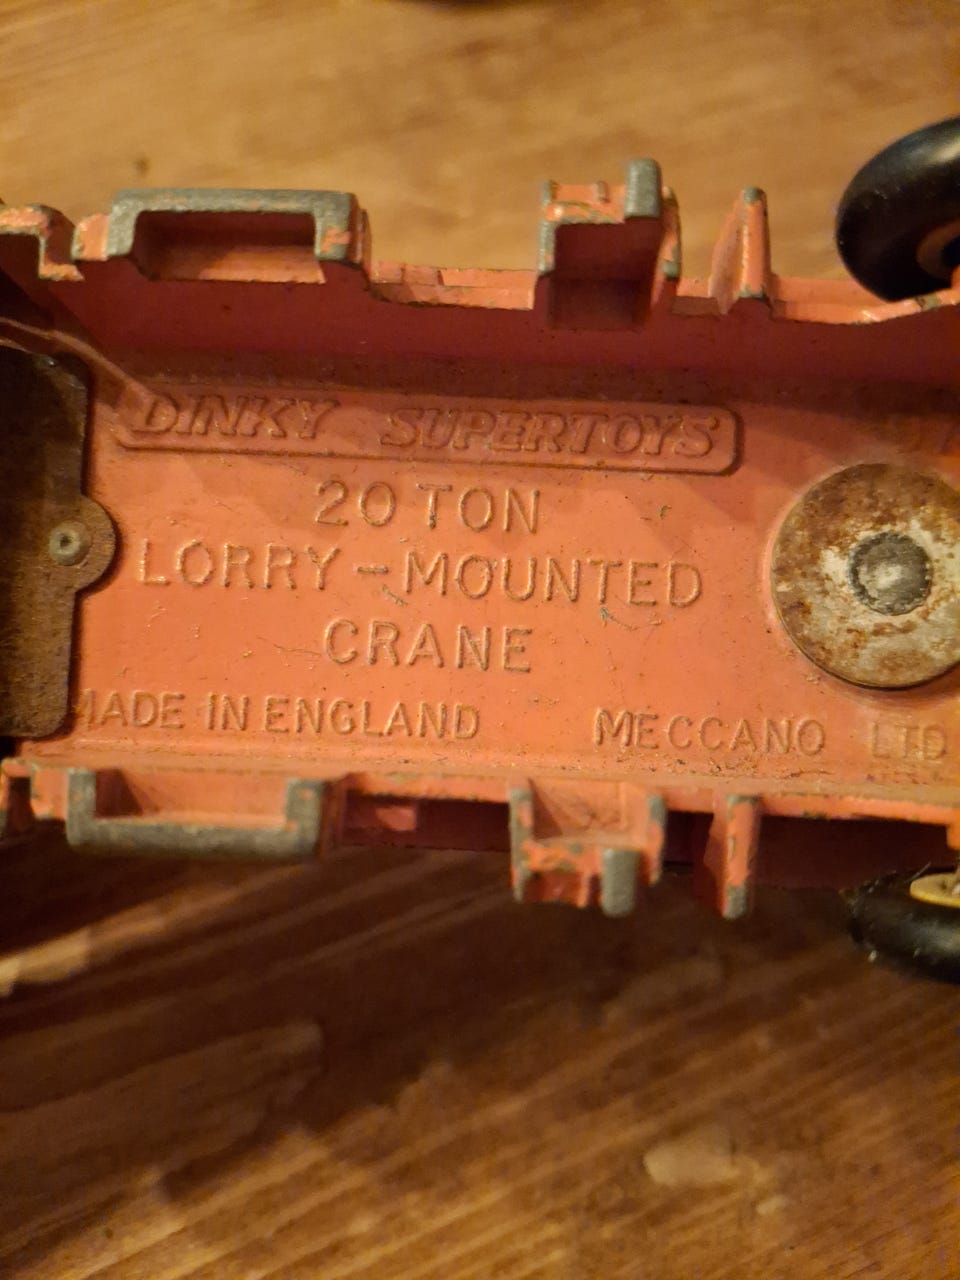 DINKY SUPERTOYS
20 TON
LORRY-MOUNTED
CRANE
MADE IN ENGLAND MECCANO LTD